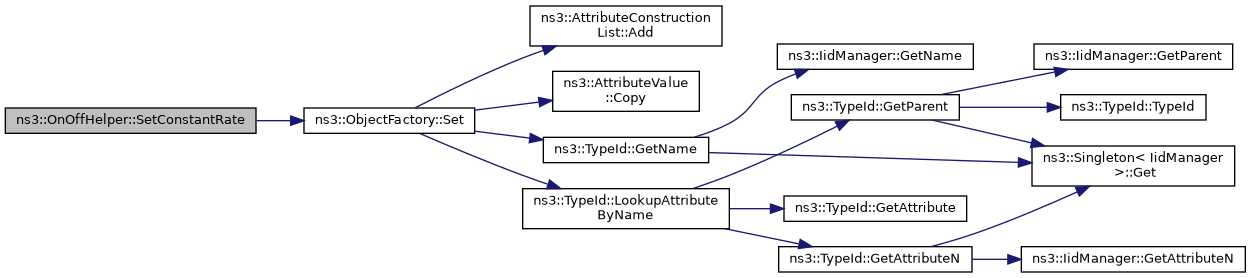 ns3::OnOffHelper::SetConstantRate
ns3::ObjectFactory::Set
ns3::AttributeConstruction
List::Add
ns3::AttributeValue
::Copy
ns3::TypeId::GetName
ns3::TypeId::LookupAttribute
ByName
ns3::IidManager::GetName
ns3::TypeId::GetParent
ns3::TypeId::GetAttribute
ns3::TypeId::GetAttributeN
ns3::IidManager::GetParent
ns3::TypeId::TypeId
ns3::Singleton< IidManager
>::Get
ns3::IidManager::GetAttributeN